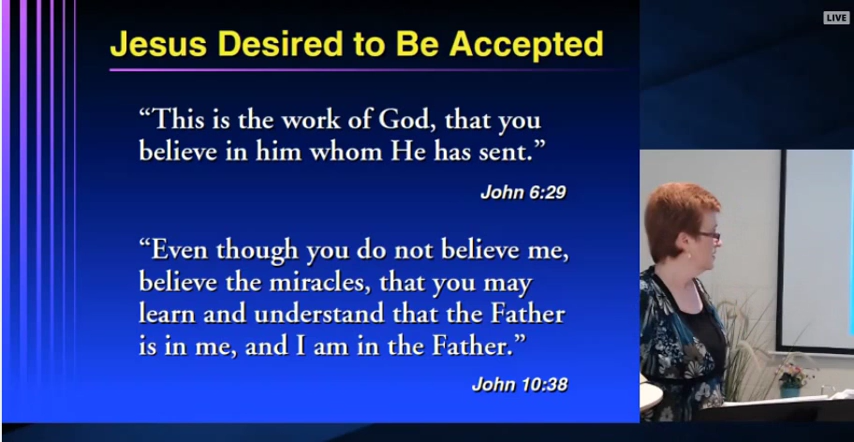 LIVE
Jesus Desired to Be Accepted
“This is the work of God, that you
believe in him whom He has sent.”
John 6:29
“Even though you do not believe me,
believe the miracles, that you may
learn and understand that the Father
is in me, and I am in the Father.”
John 10:38